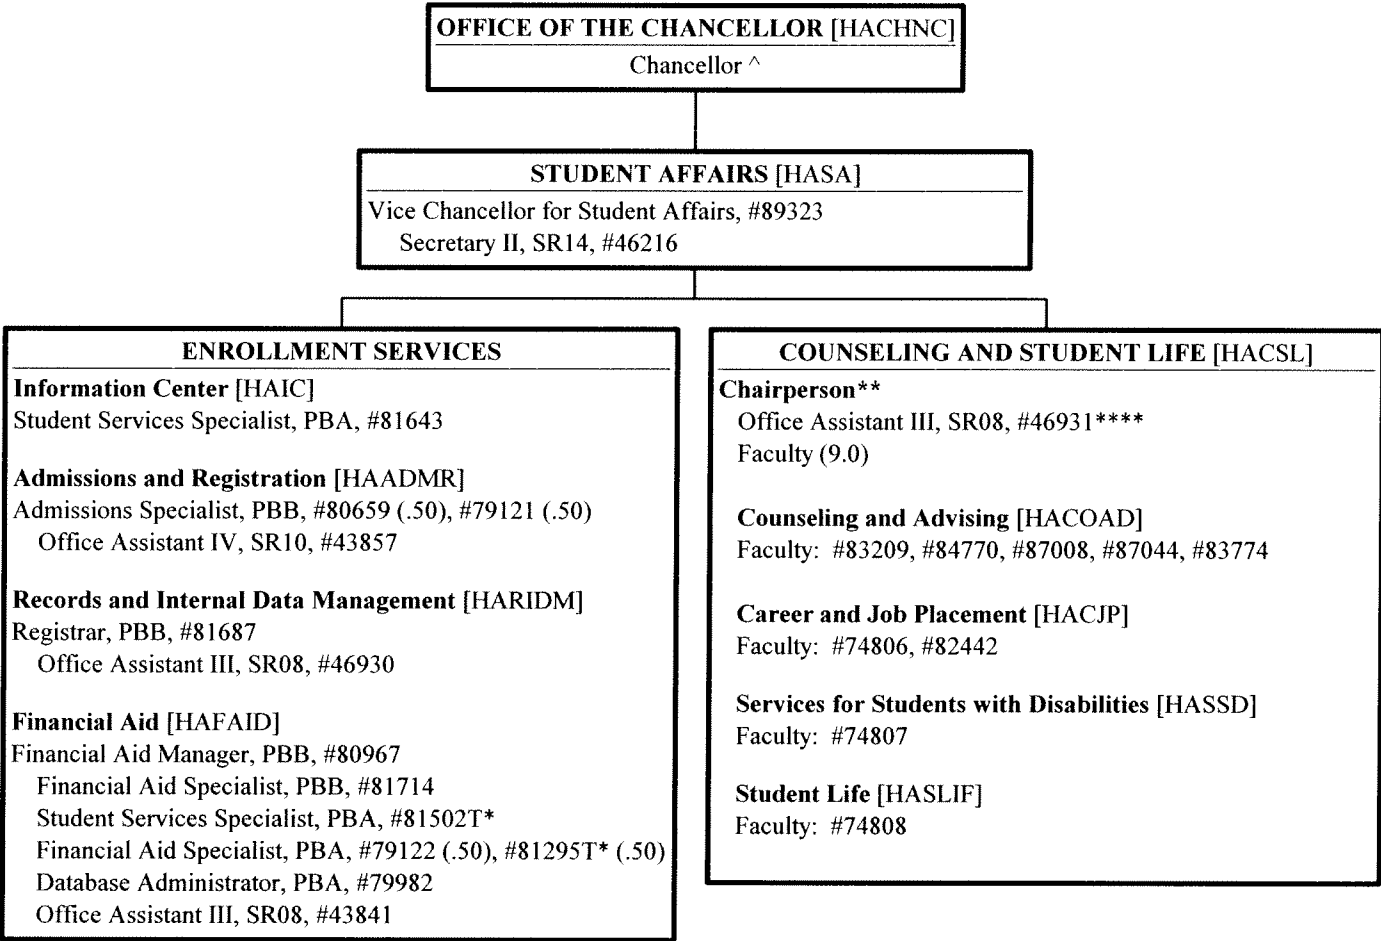 OFFICE OF THE CHANCELLOR [HACHNC]
Chancellor ^
STUDENT AFFAIRS [HASA]
Vice Chancellor for Student Affairs, #89323
Secretary II, SR14, #46216
ENROLLMENT SERVICES
Information Center [HAIC]
Student Services Specialist, PBA, #81643
Admissions and Registration [HAADMR]
Admissions Specialist, PBB, #80659 (.50), #79121 (.50)
Office Assistant IV, SR10, #43857
Records and Internal Data Management [HARIDM]
Registrar, PBB, #81687
Office Assistant III, SR08, #46930
Financial Aid [HAFAID]
Financial Aid Manager, PBB, #80967
Financial Aid Specialist, PBB, #81714
Student Services Specialist, PBA, #81502T*
Financial Aid Specialist, PBA, #79122 (.50), #81295T* (.50)
Database Administrator, PBA, #79982
Office Assistant III, SR08, #43841
COUNSELING AND STUDENT LIFE [HACSL]
Chairperson**
Office Assistant III, SR08, #46931****
Faculty (9.0)
Counseling and Advising [HACOAD]
Faculty: #83209, #84770, #87008, #87044, #83774
Career and Job Placement [HACJP]
Faculty: #74806, #82442
Services for Students with Disabilities [HASSD]
Faculty: #74807
Student Life [HASLIF]
Faculty: #74808